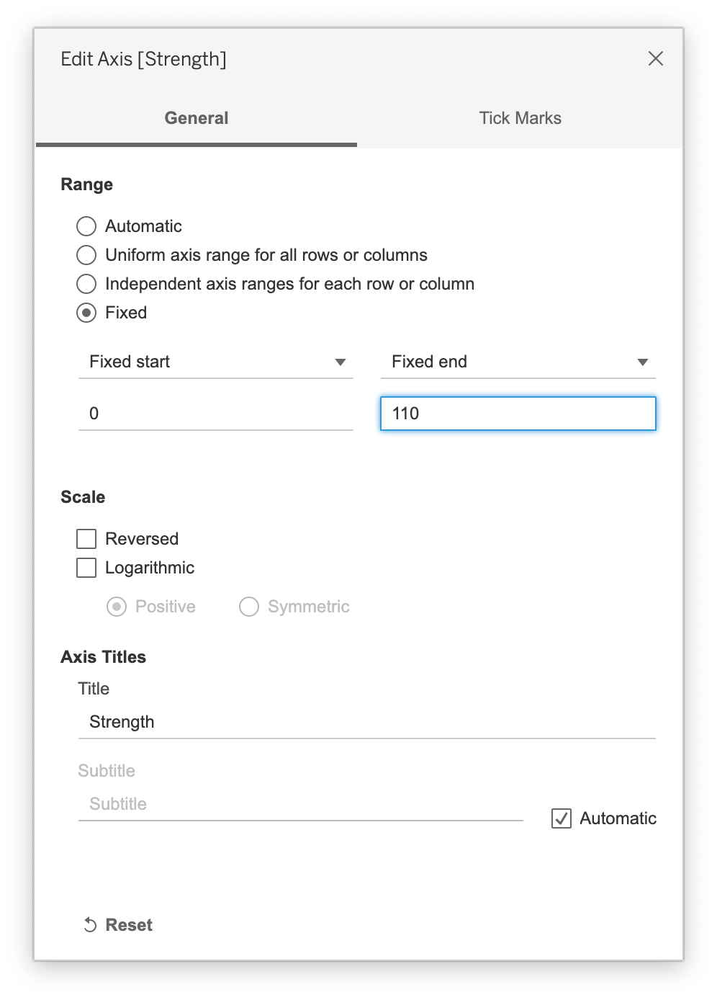 Edit Axis [Strength]
General
Tick Marks
Range
Automatic
Uniform axis range for all rows or columns
Independent axis ranges for each row or column
Fixed
Fixed start
Fixed end
0
110
Scale
Reversed
Logarithmic
Positive
Symmetric
Axis Titles
Title
Strength
Subtitle
Subtitle
Automatic
Reset